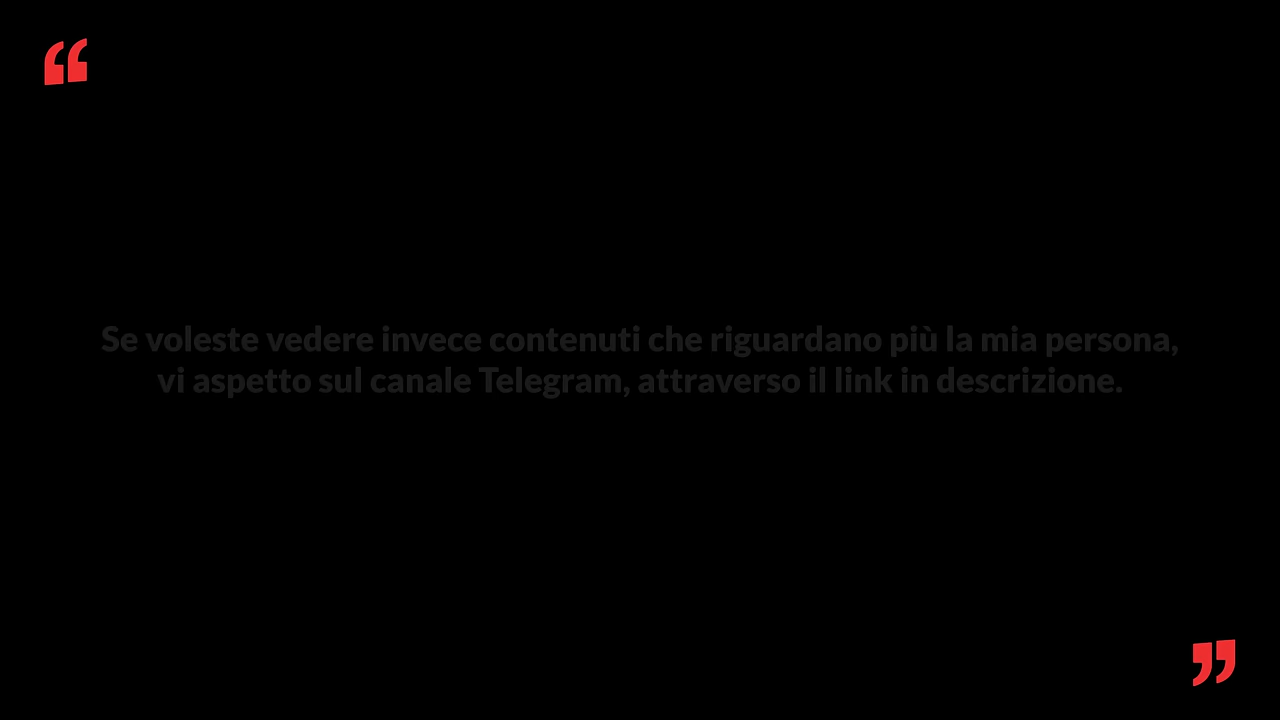 “
Se voleste vedere invece contenuti che riguardano più la mia persona,
vi aspetto sul canale Telegram, attraverso il link in descrizione.
”